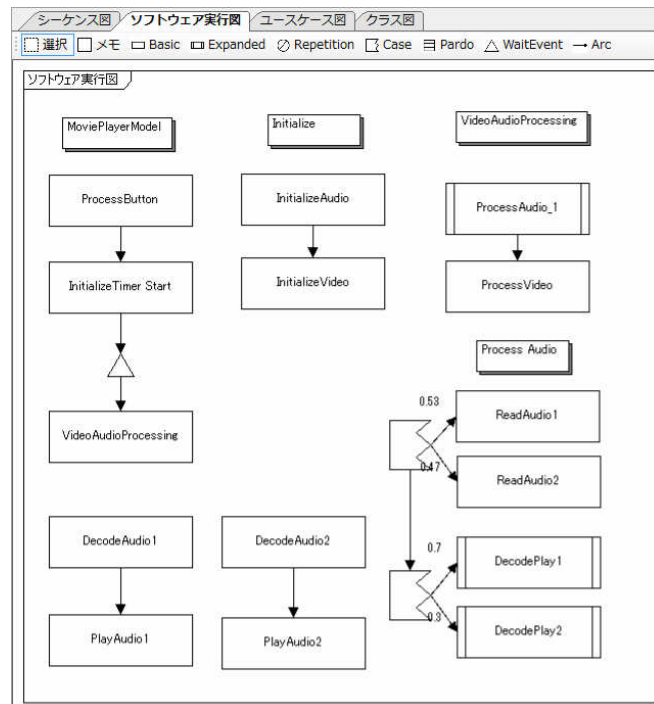 シーケンス図 ソフトウェア実行図 ユースケース図 クラス図
選択 メモ Basic Expanded Repetition Case Pardo WaitEvent Arc
ソフトウェア実行図
MoviePlayerModel
Initialize
VideoAudioProcessing
ProcessButton
InitializeAudio
ProcessAudio_1
InitializeTimer Start
InitializeVideo
ProcessVideo
Process Audio
0.53
ReadAudio1
VideoAudioProcessing
0.47
ReadAudio2
DecodeAudio1
DecodeAudio2
0.7
DecodePlay1
0.3
DecodePlay2
PlayAudio1
PlayAudio2